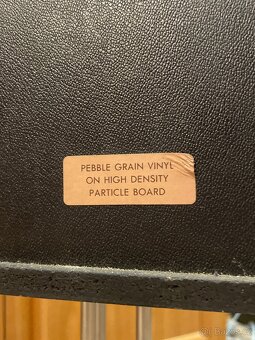 PEBBLE GRAIN VINYL
ON HIGH DENSITY
PARTICLE BOARD